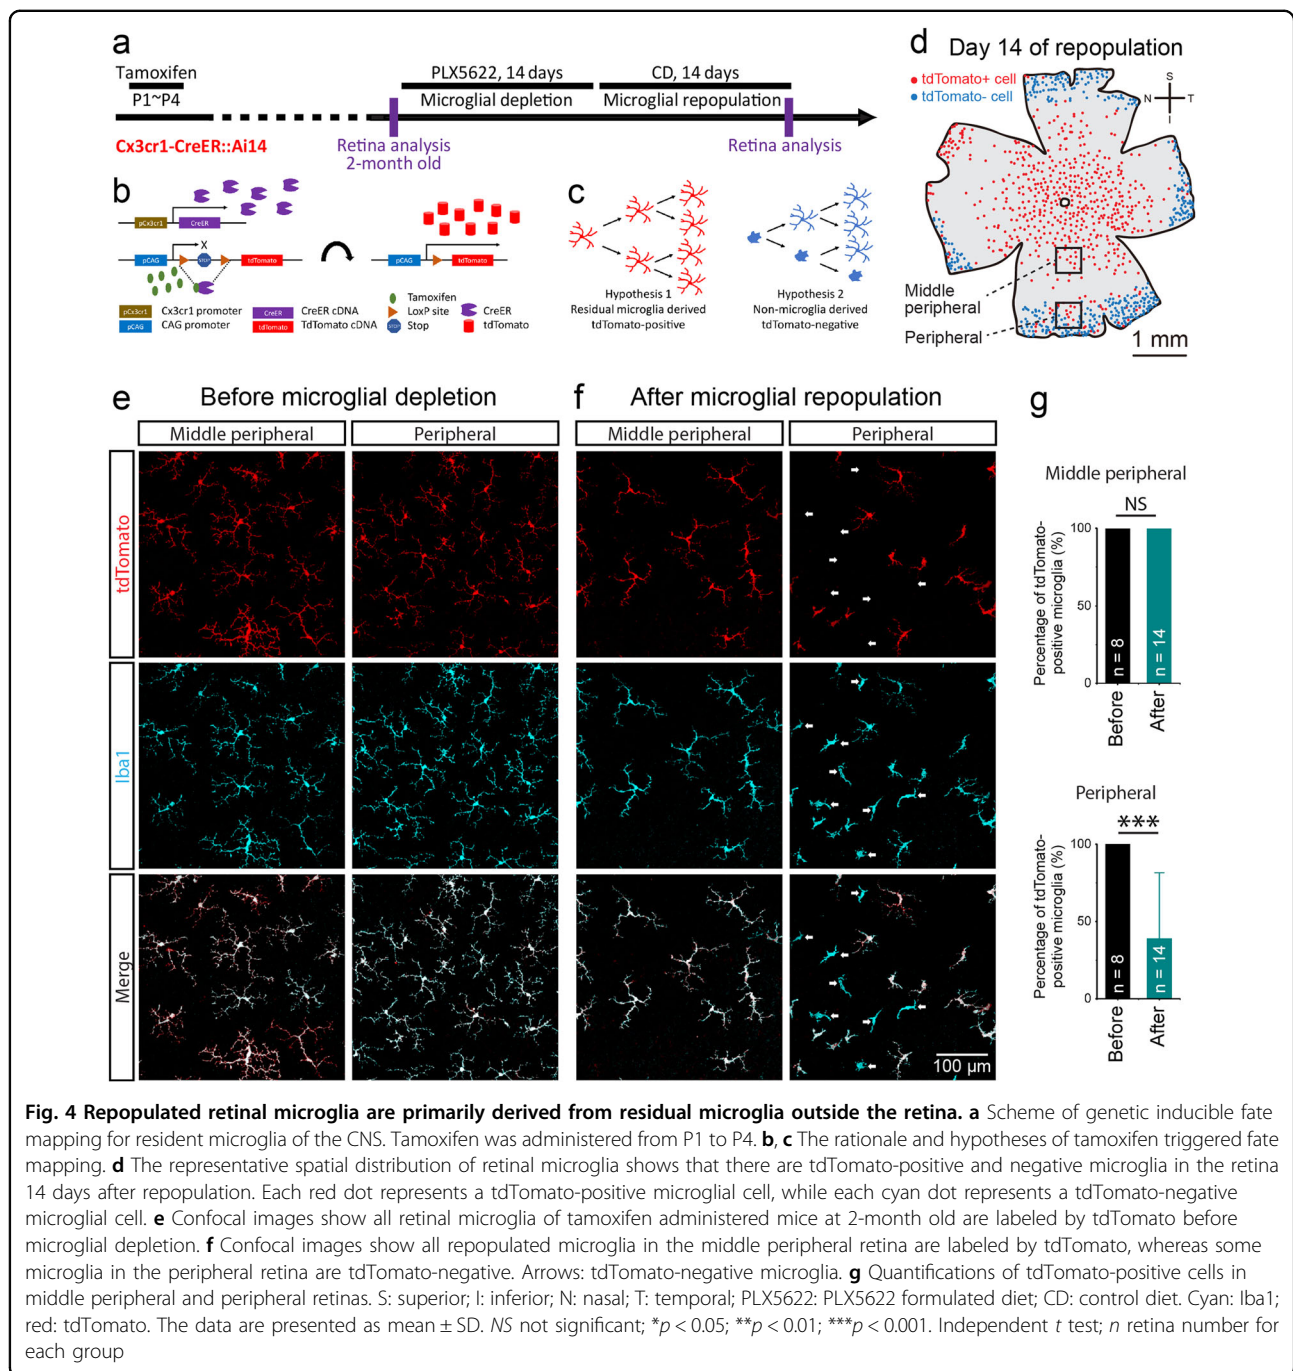 a
Tamoxifen
P1~P4
PLX5622, 14 days
CD, 14 days
Microglial depletion
Microglial repopulation
Cx3cr1-CreER::Ai14
Retina analysis
2-month old
Retina analysis
b
pCx3cr1
CreER
X
pCAG
STOP
tdTomato
pCAG
tdTomato
pCx3cr1
Cx3cr1 promoter
CreER
CreER cDNA
Tamoxifen
LoxP site
CreER
pCAG
CAG promoter
tdTomato
TdTomato cDNA
STOP
Stop
tdTomato
c
Hypothesis 1
Residual microglia derived
tdTomato-positive
Hypothesis 2
Non-microglia derived
tdTomato-negative
d
Day 14 of repopulation
tdTomato+ cell
tdTomato- cell
S
N
T
I
Middle
peripheral
Peripheral
1 mm
e
Before microglial depletion
Middle peripheral
Peripheral
f
After microglial repopulation
Middle peripheral
Peripheral
tdTomato
Iba1
Merge
100 µm
g
Middle peripheral
NS
Percentage of tdTomato-
positive microglia (%)
100
50
0
n = 8
n = 14
Before
After
Peripheral
***
Percentage of tdTomato-
positive microglia (%)
100
50
0
n = 8
n = 14
Before
After
Fig. 4 Repopulated retinal microglia are primarily derived from residual microglia outside the retina. a Scheme of genetic inducible fate
mapping for resident microglia of the CNS. Tamoxifen was administered from P1 to P4. b, c The rationale and hypotheses of tamoxifen triggered fate
mapping. d The representative spatial distribution of retinal microglia shows that there are tdTomato-positive and negative microglia in the retina
14 days after repopulation. Each red dot represents a tdTomato-positive microglial cell, while each cyan dot represents a tdTomato-negative
microglial cell. e Confocal images show all retinal microglia of tamoxifen administered mice at 2-month old are labeled by tdTomato before
microglial depletion. f Confocal images show all repopulated microglia in the middle peripheral retina are labeled by tdTomato, whereas some
microglia in the peripheral retina are tdTomato-negative. Arrows: tdTomato-negative microglia. g Quantifications of tdTomato-positive cells in
middle peripheral and peripheral retinas. S: superior; I: inferior; N: nasal; T: temporal; PLX5622: PLX5622 formulated diet; CD: control diet. Cyan: Iba1;
red: tdTomato. The data are presented as mean ± SD. NS not significant; *p < 0.05; **p < 0.01; ***p < 0.001. Independent t test; n retina number for
each group